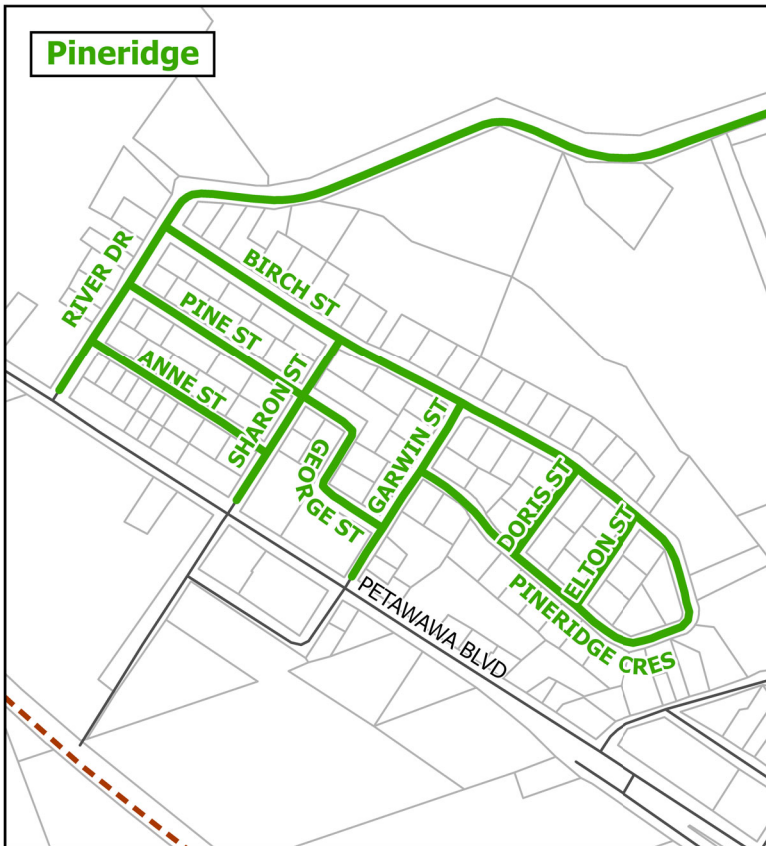 Pineridge
RIVER DR
BIRCH ST
PINE ST
ANNE ST
SHARON ST
GEORGE ST
GARWIN ST
DORIS ST
ELTON ST
PINERIDGE CRES
PETAWAWA BLVD